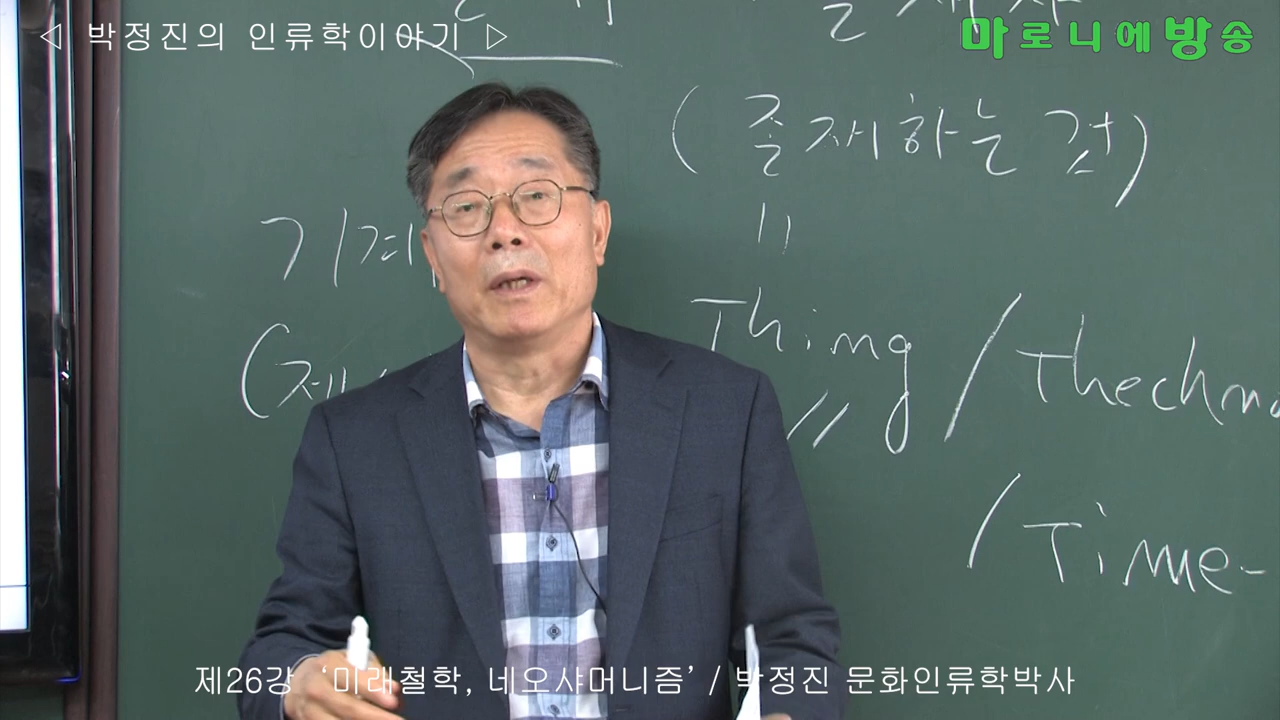 ◁ 박정진의 인류학이야기 ▷
마로니에방송
(존재하는 것)
기계
〃
Thing / Thechno
〃
/ Time-
제26강 ‘미래철학, 네오샤머니즘’ / 박정진 문화인류학박사